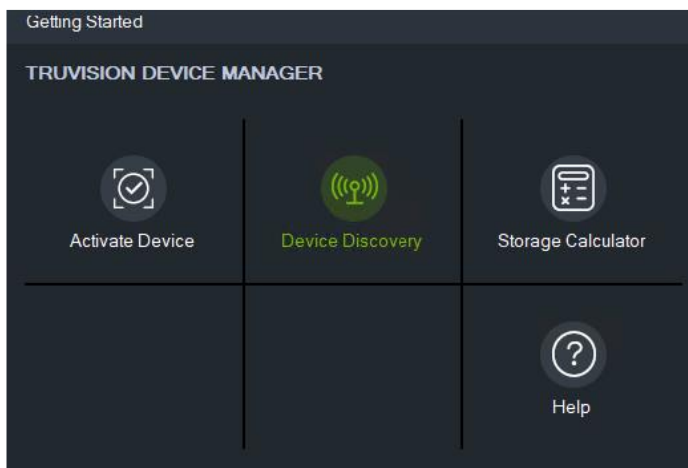 Getting Started
TRUVISION DEVICE MANAGER
Activate Device
Device Discovery
Storage Calculator
Help